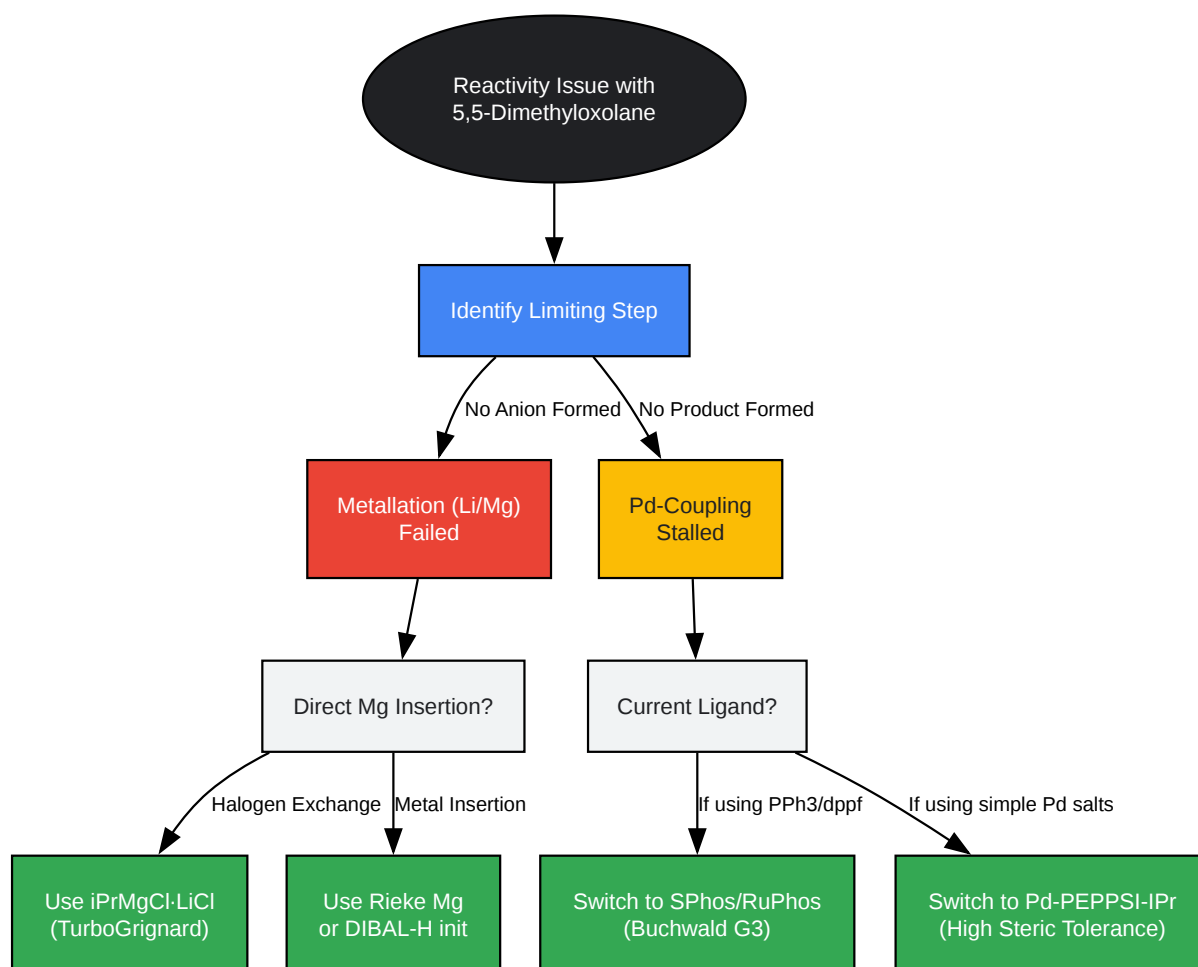 Reactivity Issue with
5,5-Dimethyloxolane
Identify Limiting Step
No Anion Formed
No Product Formed
Metallation (Li/Mg)
Failed
Pd-Coupling
Stalled
Direct Mg Insertion?
Current Ligand?
Halogen Exchange
Metal Insertion
If using PPh3/dppf
If using simple Pd salts
Use iPrMgCl·LiCl
(TurboGrignard)
Use Rieke Mg
or DIBAL-H init
Switch to SPhos/RuPhos
(Buchwald G3)
Switch to Pd-PEPPSI-IPr
(High Steric Tolerance)